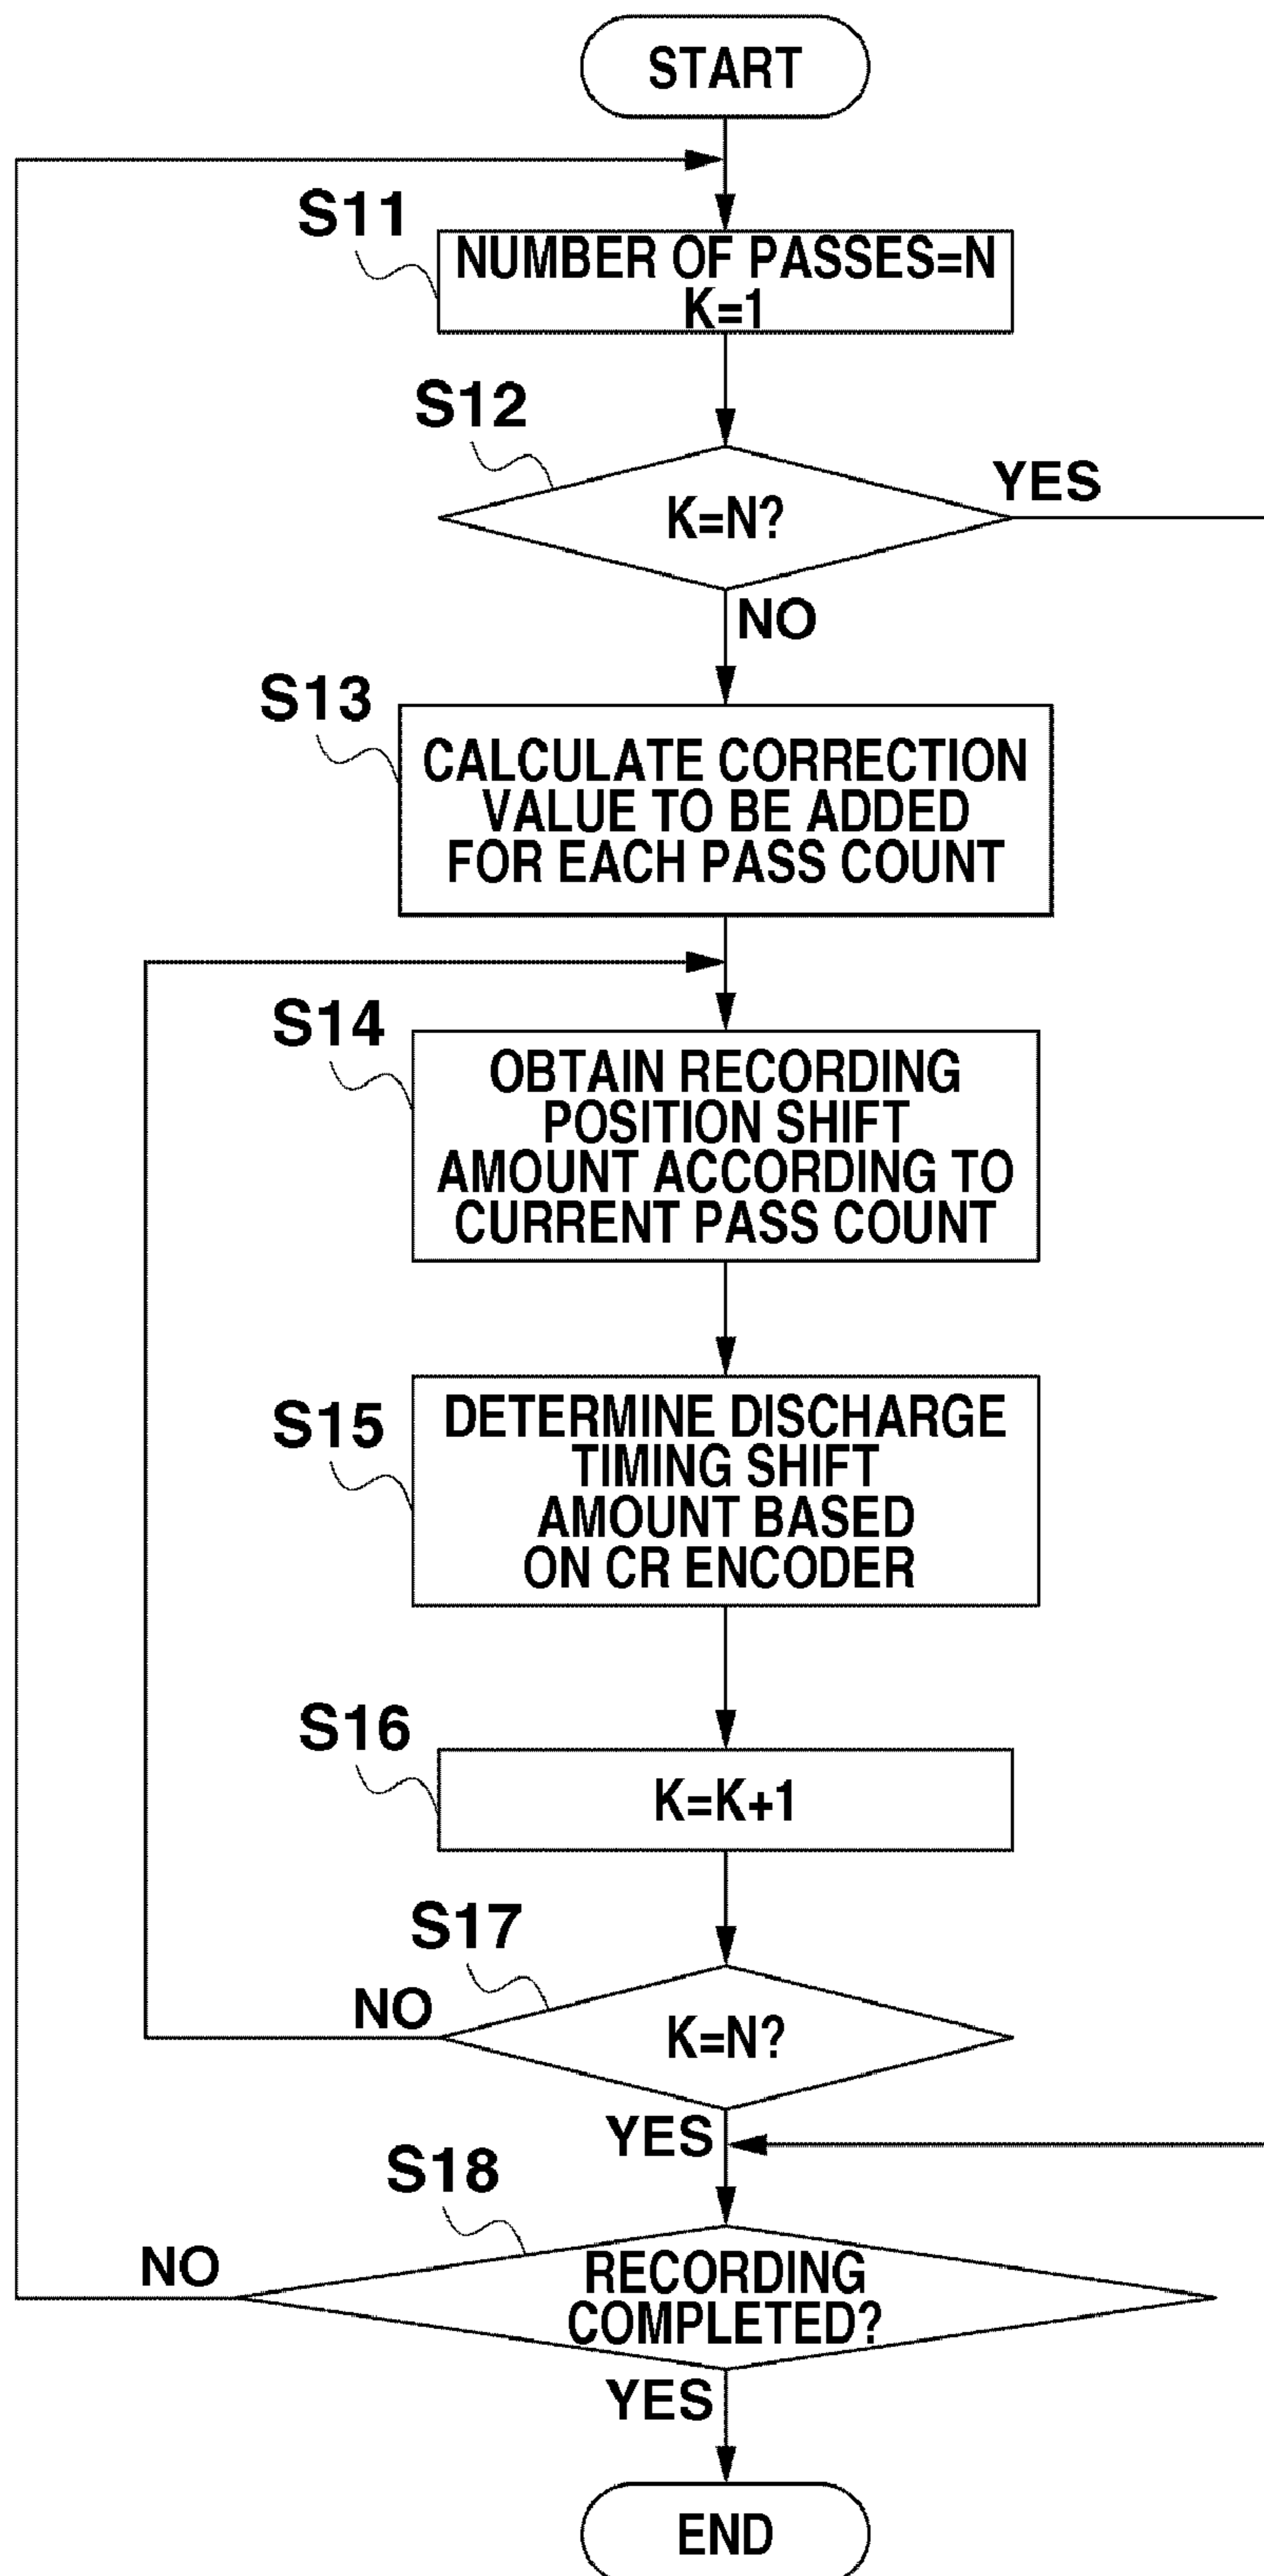 START
S11
NUMBER OF PASSES=N
K=1
S12
K=N?
YES
NO
S13
CALCULATE CORRECTION
VALUE TO BE ADDED
FOR EACH PASS COUNT
S14
OBTAIN RECORDING
POSITION SHIFT
AMOUNT ACCORDING TO
CURRENT PASS COUNT
S15
DETERMINE DISCHARGE
TIMING SHIFT
AMOUNT BASED
ON CR ENCODER
S16
K=K+1
S17
NO
K=N?
YES
S18
NO
RECORDING
COMPLETED?
YES
END